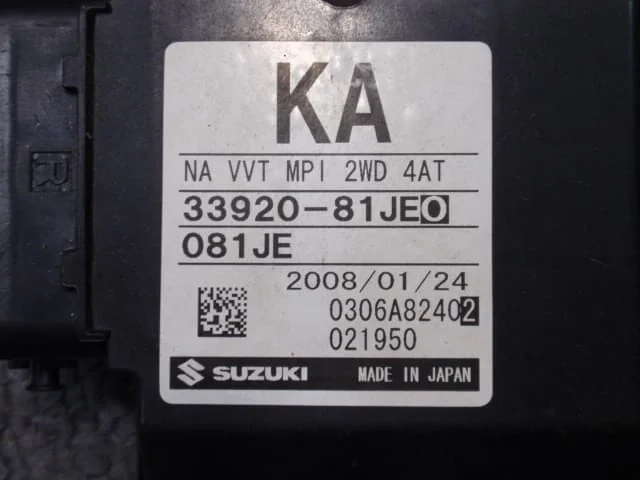 KA
NA VVT MPI 2WD 4AT
33920-81JE0
081JE
2008/01/24
0306A82402
021950
SUZUKI MADE IN JAPAN
R